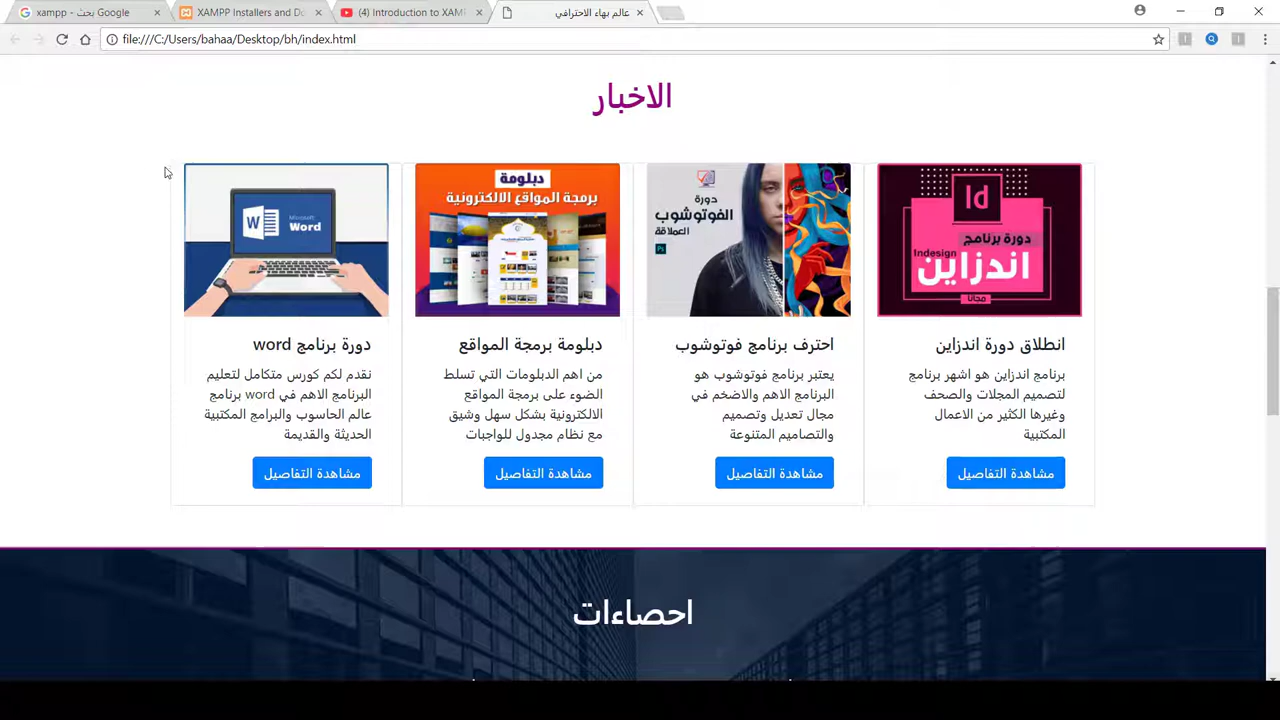 xampp - بحث Google
XAMPP Installers and Do
(4) Introduction to XAMP
عالم بهاء الاحترافي
file:///C:/Users/bahaa/Desktop/bh/index.html
الاخبار
Id
دورة برنامج
Indesign
اندزاين
مجانا
انطلاق دورة اندزاين
برنامج اندزاين هو اشهر برنامج
لتصميم المجلات والصحف
وغيرها الكثير من الاعمال
المكتبية
مشاهدة التفاصيل
دورة
الفوتوشوب
العملاقة
Ps
احترف برنامج فوتوشوب
يعتبر برنامج فوتوشوب هو
البرنامج الاهم والاضخم في
مجال تعديل وتصميم
والتصاميم المتنوعة
مشاهدة التفاصيل
دبلومة
برمجة المواقع الالكترونية
دبلومة برمجة المواقع
من اهم الدبلومات التي تسلط
الضوء على برمجة المواقع
الالكترونية بشكل سهل وشيق
مع نظام مجدول للواجبات
مشاهدة التفاصيل
W
Microsoft
Word
دورة برنامج word
نقدم لكم كورس متكامل لتعليم
برنامج word البرنامج الاهم في
عالم الحاسوب والبرامج المكتبية
الحديثة والقديمة
مشاهدة التفاصيل
احصاءات